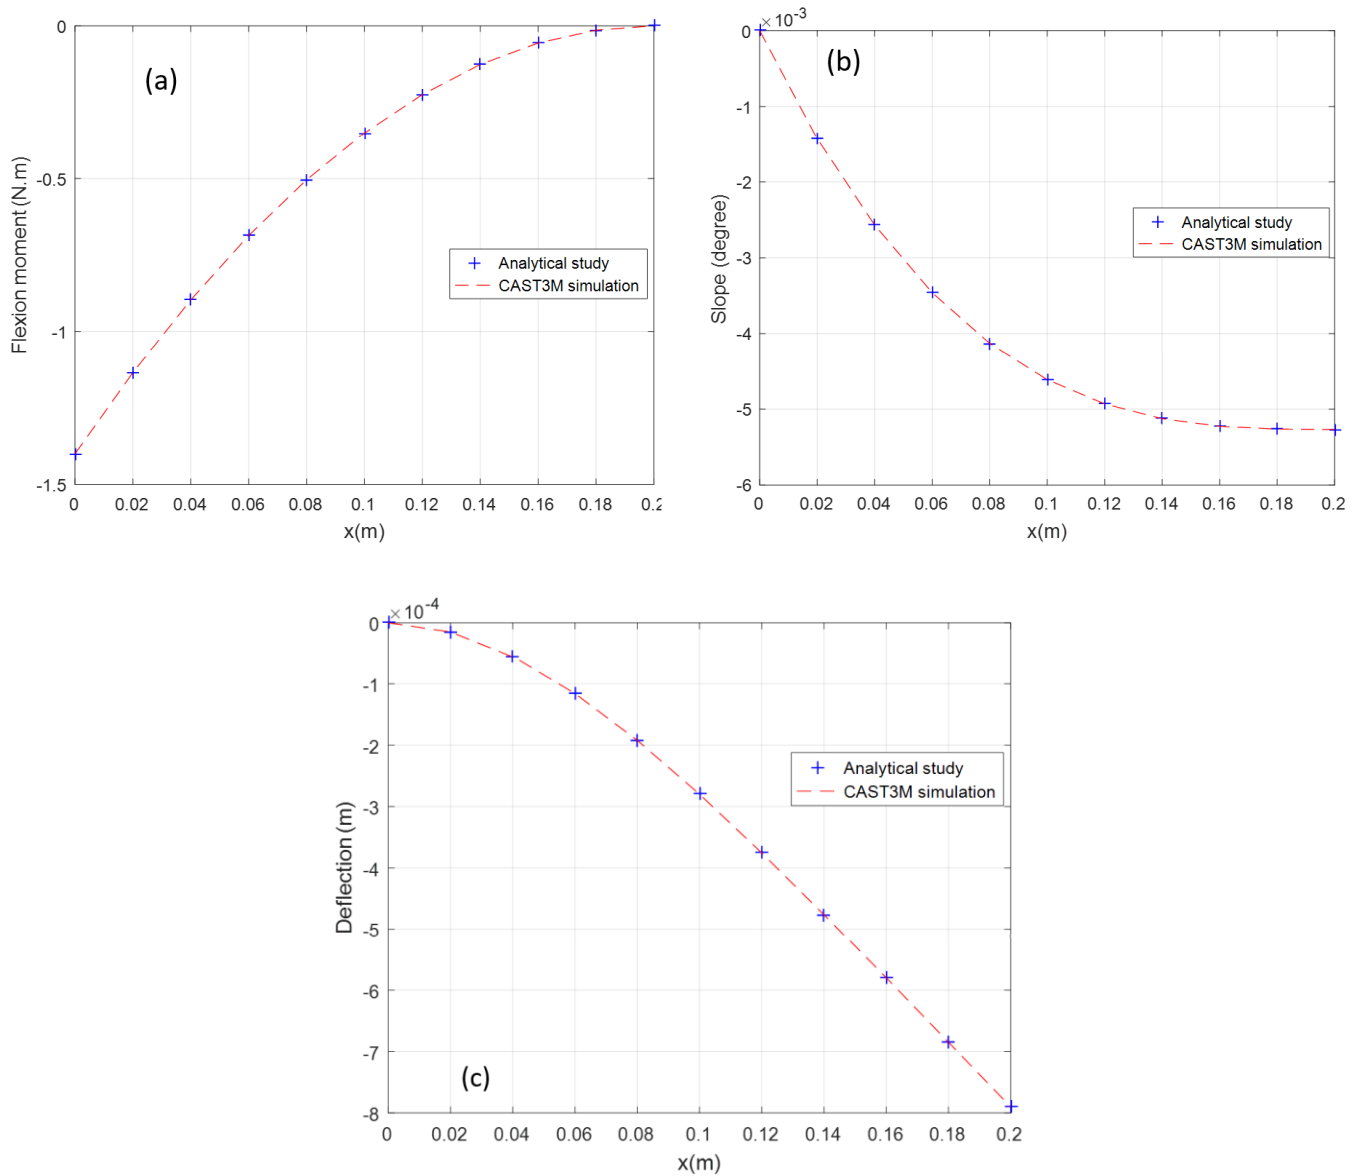 (a)
Flexion moment (N.m)
0
-0.5
-1
-1.5
Analytical study
CAST3M simulation
0 0.02 0.04 0.06 0.08 0.1 0.12 0.14 0.16 0.18 0.2
x(m)
× 10-3
(b)
Slope (degree)
0
-1
-2
-3
-4
-5
-6
Analytical study
CAST3M simulation
0 0.02 0.04 0.06 0.08 0.1 0.12 0.14 0.16 0.18 0.2
x(m)
× 10-4
Deflection (m)
0
-1
-2
-3
-4
-5
-6
-7
-8
Analytical study
CAST3M simulation
(c)
0 0.02 0.04 0.06 0.08 0.1 0.12 0.14 0.16 0.18 0.2
x(m)